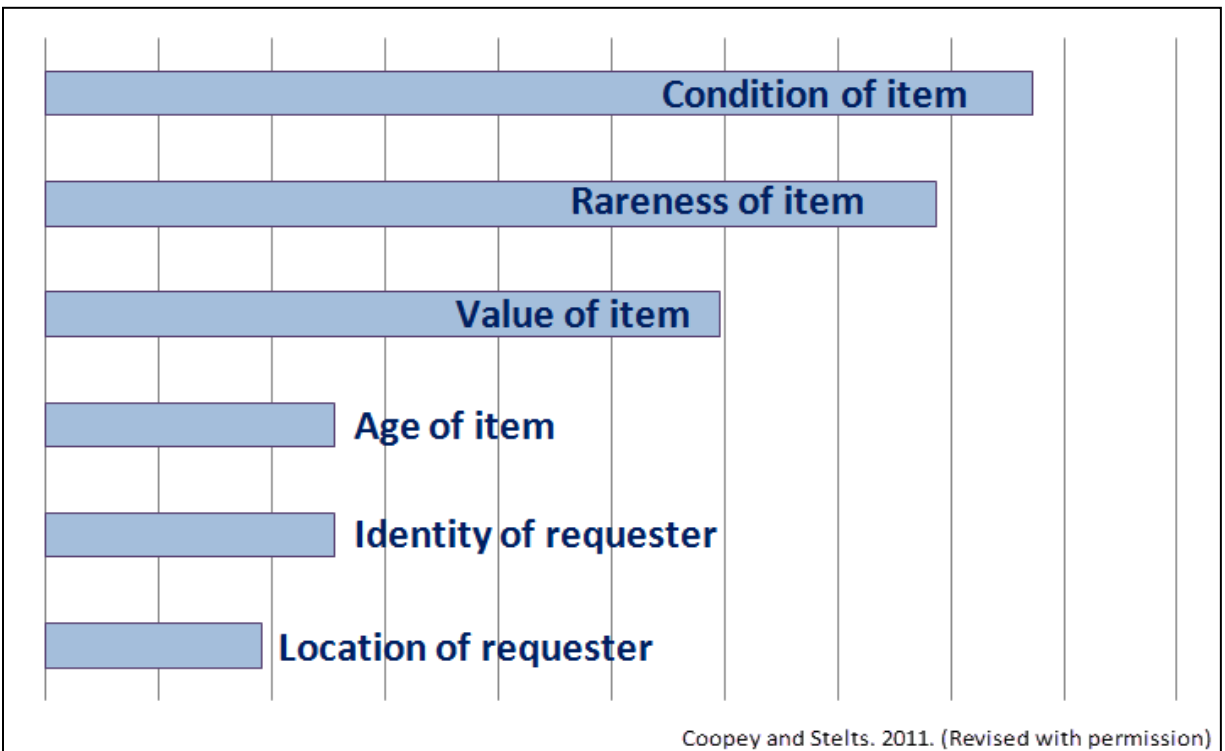 Condition of item
Rareness of item
Value of item
Age of item
Identity of requester
Location of requester
Coopey and Stelts. 2011. (Revised with permission)